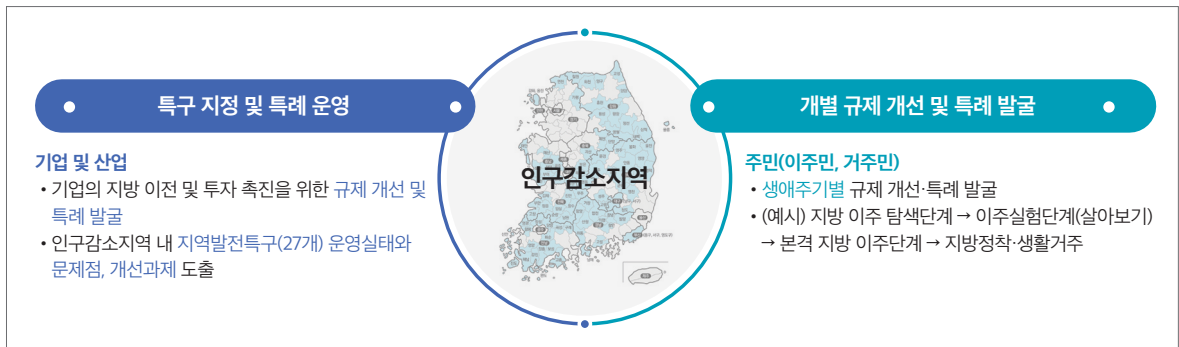 특구 지정 및 특례 운영
기업 및 산업
• 기업의 지방 이전 및 투자 촉진을 위한 규제 개선 및
특례 발굴
• 인구감소지역 내 지역발전특구(27개) 운영실태와
문제점, 개선과제 도출
인구감소지역
개별 규제 개선 및 특례 발굴
주민(이주민, 거주민)
• 생애주기별 규제 개선·특례 발굴
• (예시) 지방 이주 탐색단계 → 이주실험단계(살아보기)
→ 본격 지방 이주단계 → 지방정착·생활거주